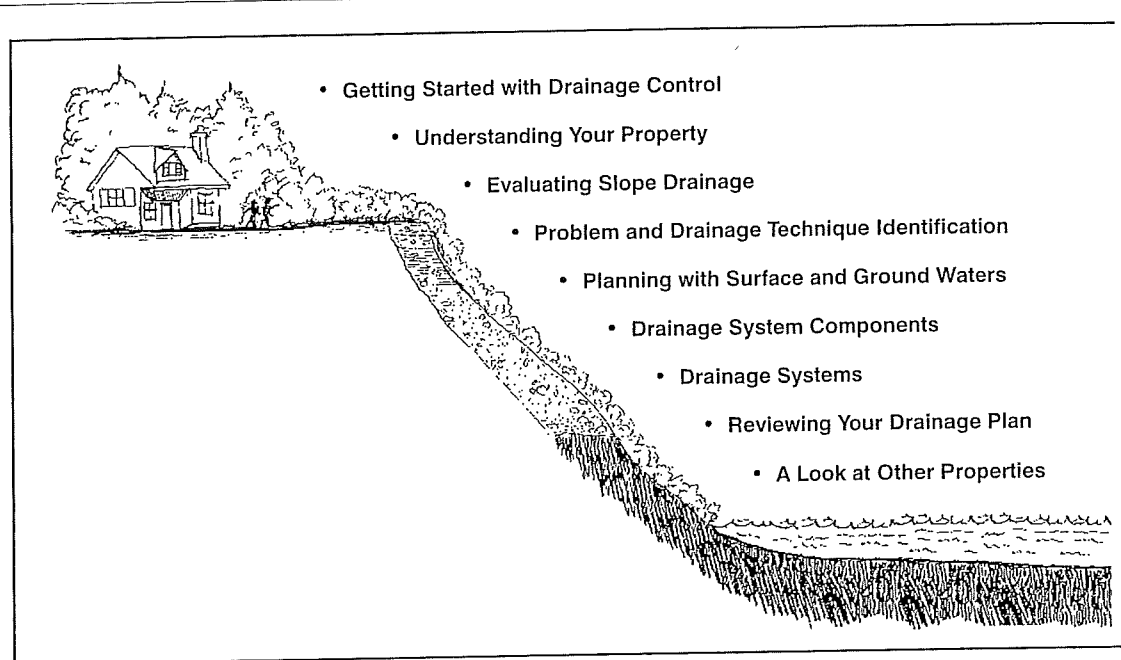 • Getting Started with Drainage Control
• Understanding Your Property
• Evaluating Slope Drainage
• Problem and Drainage Technique Identification
• Planning with Surface and Ground Waters
• Drainage System Components
• Drainage Systems
• Reviewing Your Drainage Plan
• A Look at Other Properties